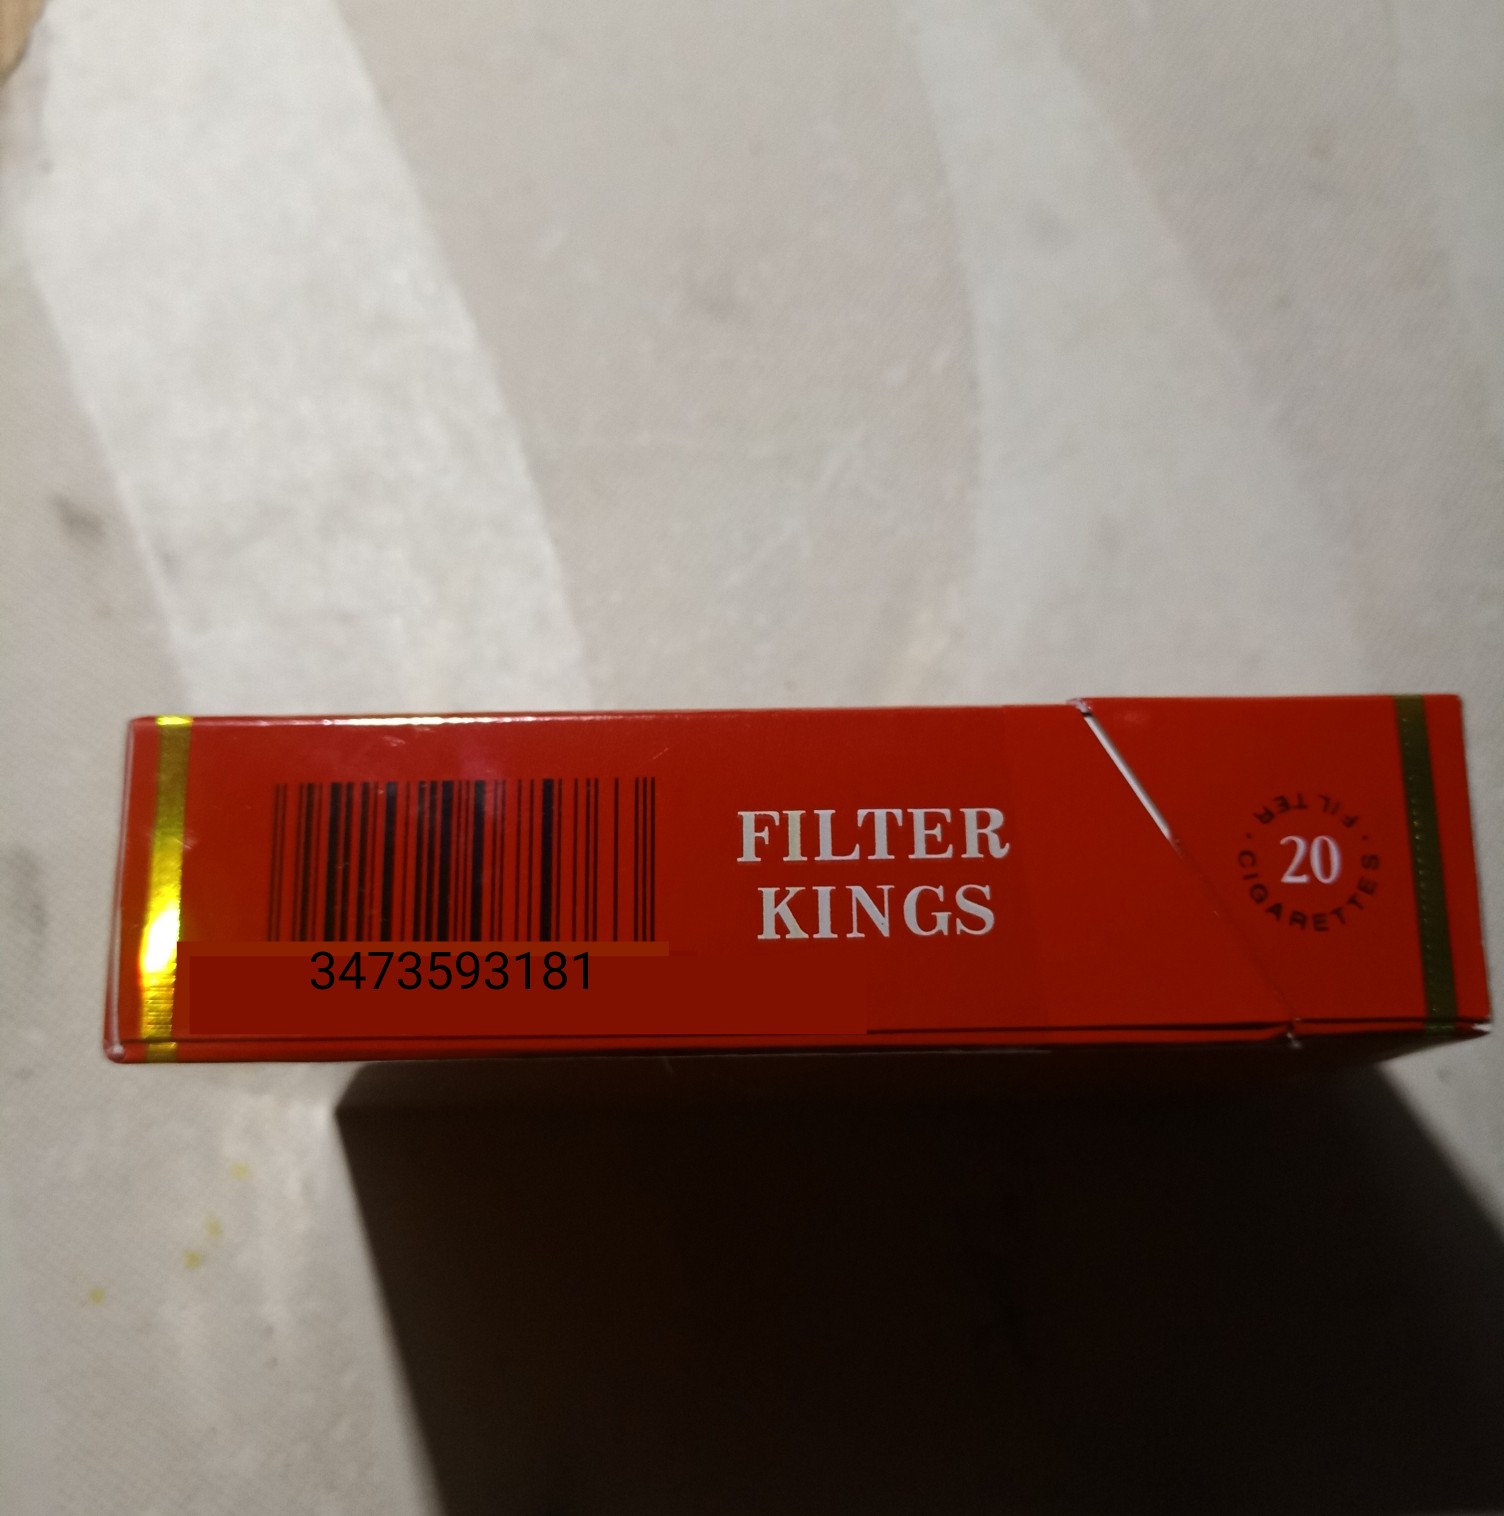 3473593181
FILTER
KINGS
20
· FILTER ·
CIGARETTES